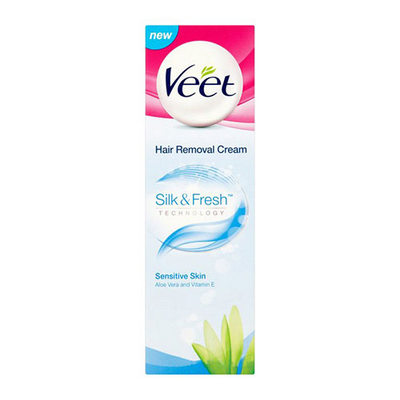 new
Veet
Hair Removal Cream
Silk & Fresh™
TECHNOLOGY
Sensitive Skin
Aloe Vera and Vitamin E